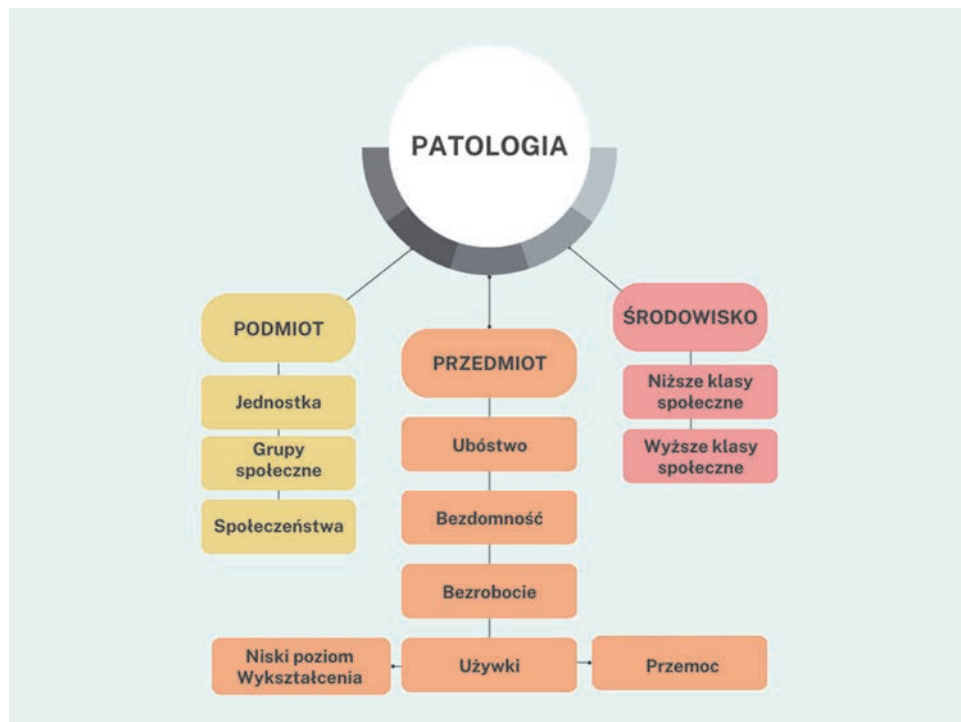 PATOLOGIA
PODMIOT
Jednostka
Grupy
społeczne
Społeczeństwa
PRZEDMIOT
Ubóstwo
Bezdomność
Bezrobocie
Niski poziom
Wykształcenia
Używki
Przemoc
ŚRODOWISKO
Niższe klasy
społeczne
Wyższe klasy
społeczne